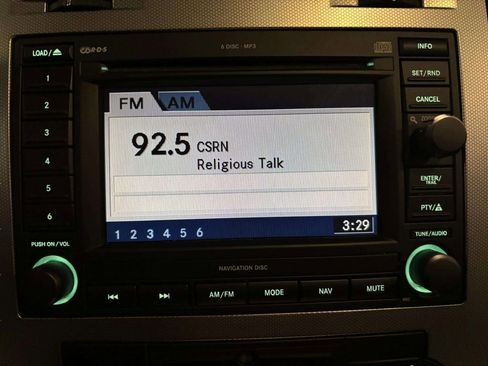 LOAD/⏏ R·D·S 6 DISC · MP3 INFO
FM AM
1
2
3
4
5
6
92.5 CSRN
Religious Talk
1 2 3 4 5 6 3:29
SET/RND
CANCEL
ZOOM
ENTER/
TRAIL
PTY/
PUSH ON/VOL
TUNE/AUDIO
NAVIGATION DISC
AM/FM MODE NAV MUTE